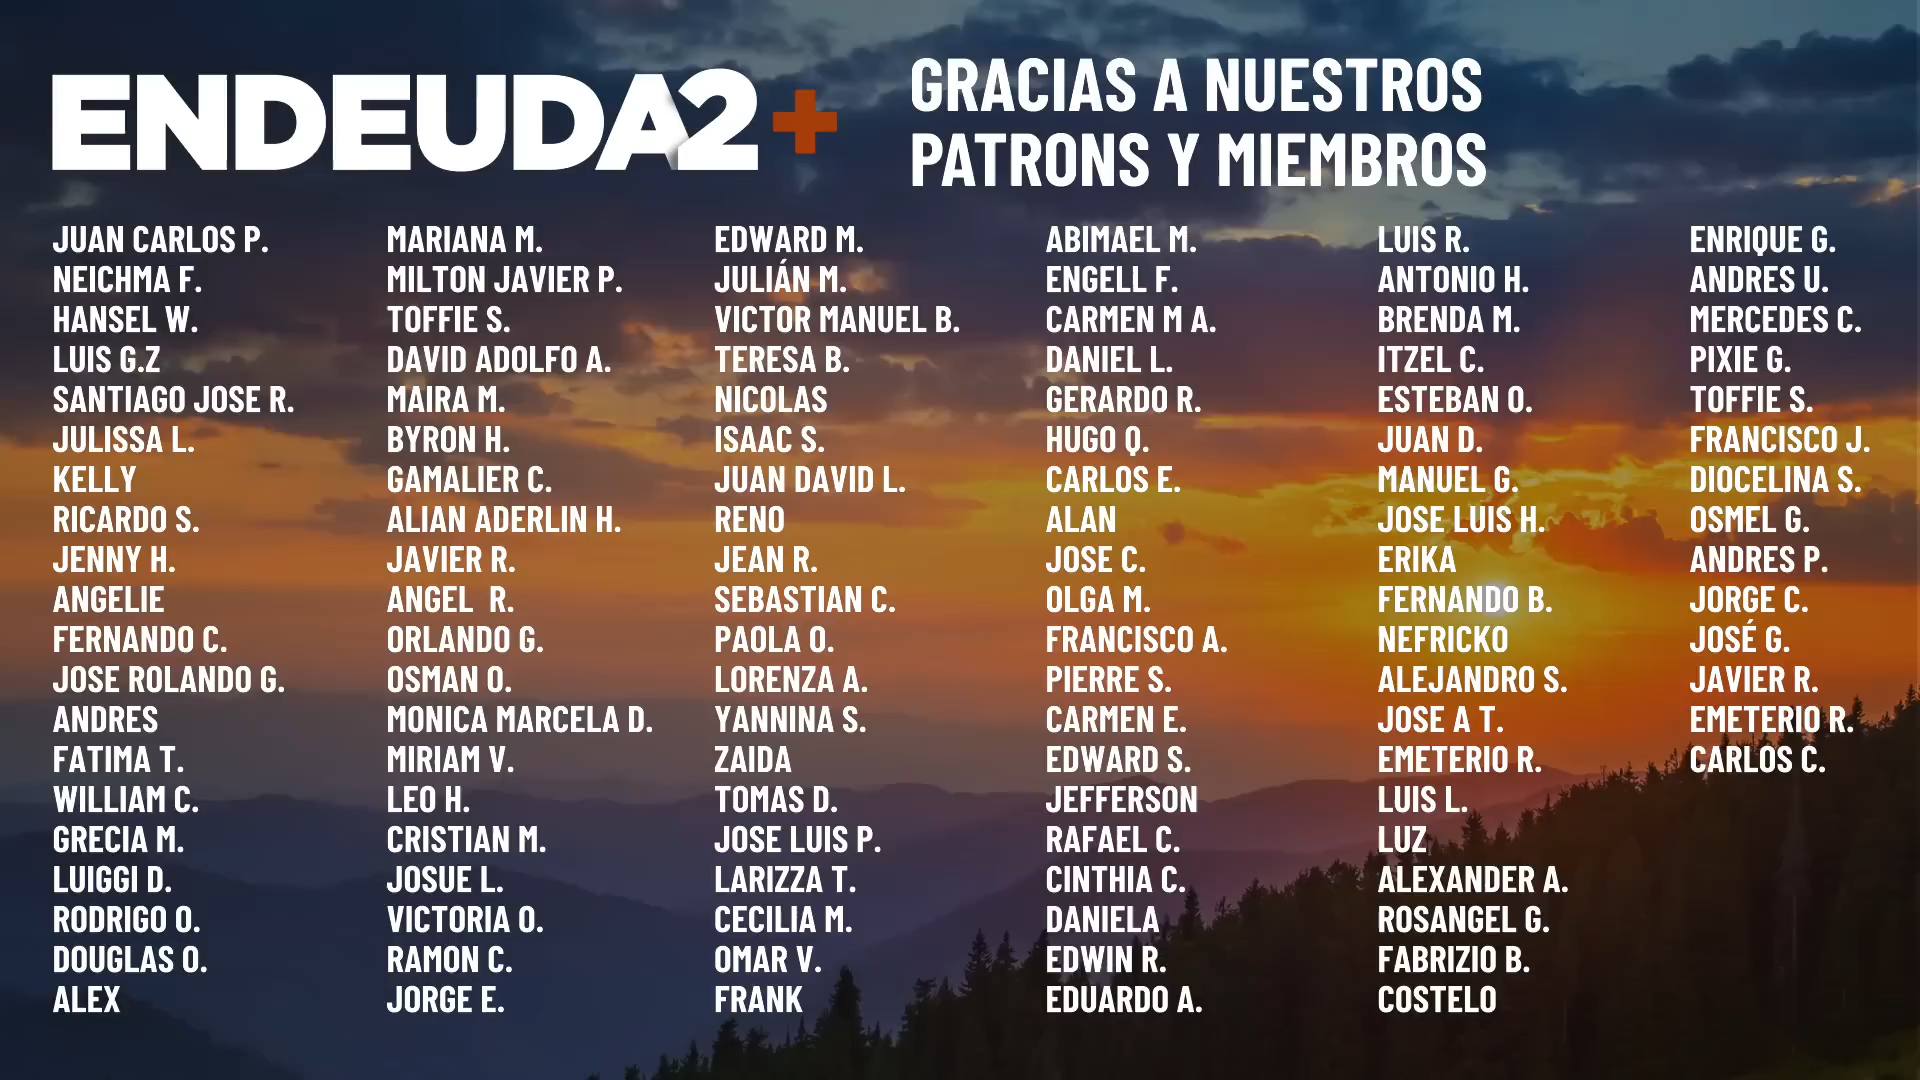 ENDEUDA2+
GRACIAS A NUESTROS
PATRONS Y MIEMBROS
JUAN CARLOS P.
NEICHMA F.
HANSEL W.
LUIS G.Z
SANTIAGO JOSE R.
JULISSA L.
KELLY
RICARDO S.
JENNY H.
ANGELIE
FERNANDO C.
JOSE ROLANDO G.
ANDRES
FATIMA T.
WILLIAM C.
GRECIA M.
LUIGGI D.
RODRIGO O.
DOUGLAS O.
ALEX
MARIANA M.
MILTON JAVIER P.
TOFFIE S.
DAVID ADOLFO A.
MAIRA M.
BYRON H.
GAMALIER C.
ALIAN ADERLIN H.
JAVIER R.
ANGEL  R.
ORLANDO G.
OSMAN O.
MONICA MARCELA D.
MIRIAM V.
LEO H.
CRISTIAN M.
JOSUE L.
VICTORIA O.
RAMON C.
JORGE E.
EDWARD M.
JULIÁN M.
VICTOR MANUEL B.
TERESA B.
NICOLAS
ISAAC S.
JUAN DAVID L.
RENO
JEAN R.
SEBASTIAN C.
PAOLA O.
LORENZA A.
YANNINA S.
ZAIDA
TOMAS D.
JOSE LUIS P.
LARIZZA T.
CECILIA M.
OMAR V.
FRANK
ABIMAEL M.
ENGELL F.
CARMEN M A.
DANIEL L.
GERARDO R.
HUGO Q.
CARLOS E.
ALAN
JOSE C.
OLGA M.
FRANCISCO A.
PIERRE S.
CARMEN E.
EDWARD S.
JEFFERSON
RAFAEL C.
CINTHIA C.
DANIELA
EDWIN R.
EDUARDO A.
LUIS R.
ANTONIO H.
BRENDA M.
ITZEL C.
ESTEBAN O.
JUAN D.
MANUEL G.
JOSE LUIS H.
ERIKA
FERNANDO B.
NEFRICKO
ALEJANDRO S.
JOSE A T.
EMETERIO R.
LUIS L.
LUZ
ALEXANDER A.
ROSANGEL G.
FABRIZIO B.
COSTELO
ENRIQUE G.
ANDRES U.
MERCEDES C.
PIXIE G.
TOFFIE S.
FRANCISCO J.
DIOCELINA S.
OSMEL G.
ANDRES P.
JORGE C.
JOSÉ G.
JAVIER R.
EMETERIO R.
CARLOS C.